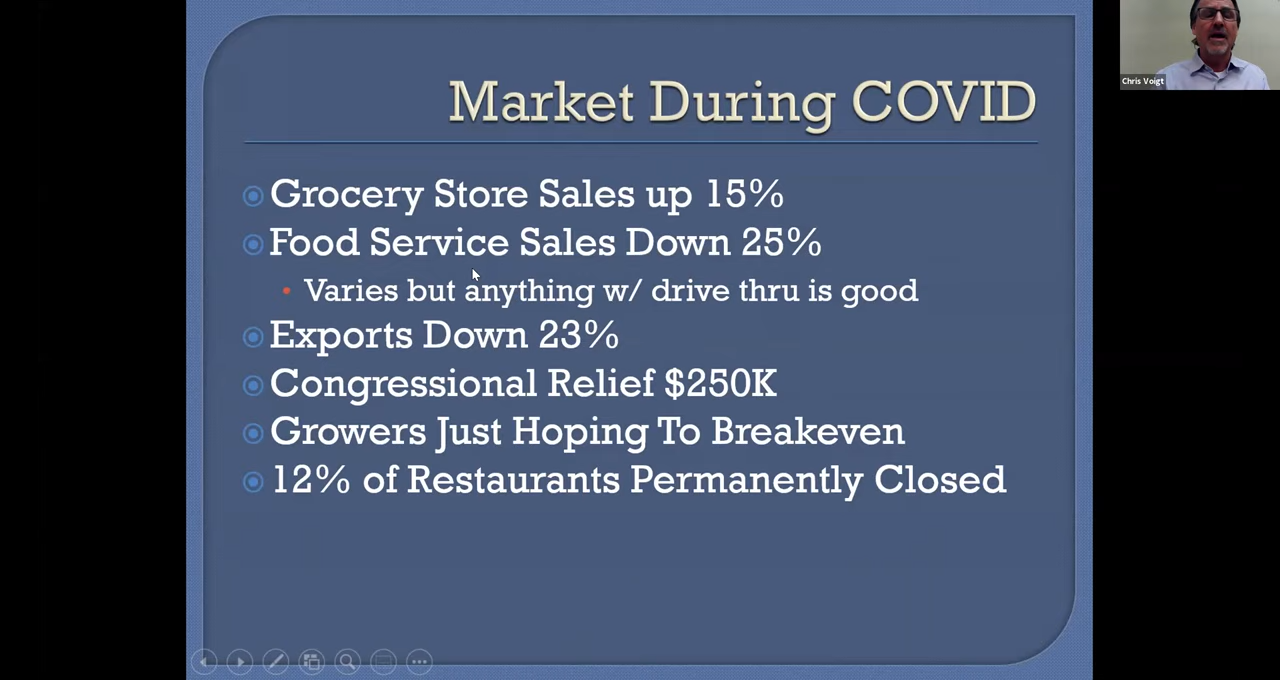 Market During COVID
Chris Voigt
Grocery Store Sales up 15%
Food Service Sales Down 25%
Varies but anything w/ drive thru is good
Exports Down 23%
Congressional Relief $250K
Growers Just Hoping To Breakeven
12% of Restaurants Permanently Closed